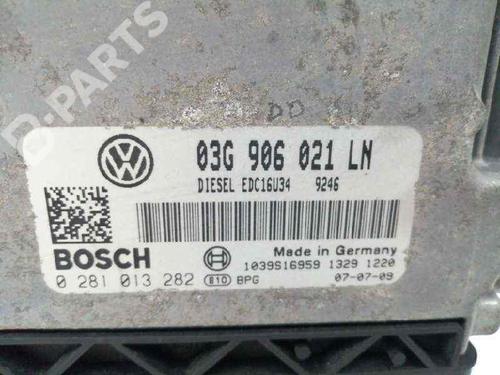 D-PARTS
DD
03G 906 021 LN
DIESEL EDC16U34 9246
BOSCH
Made in Germany
1039S16959 1329 1220
0 281 013 282 E10 BPG 07-07-09